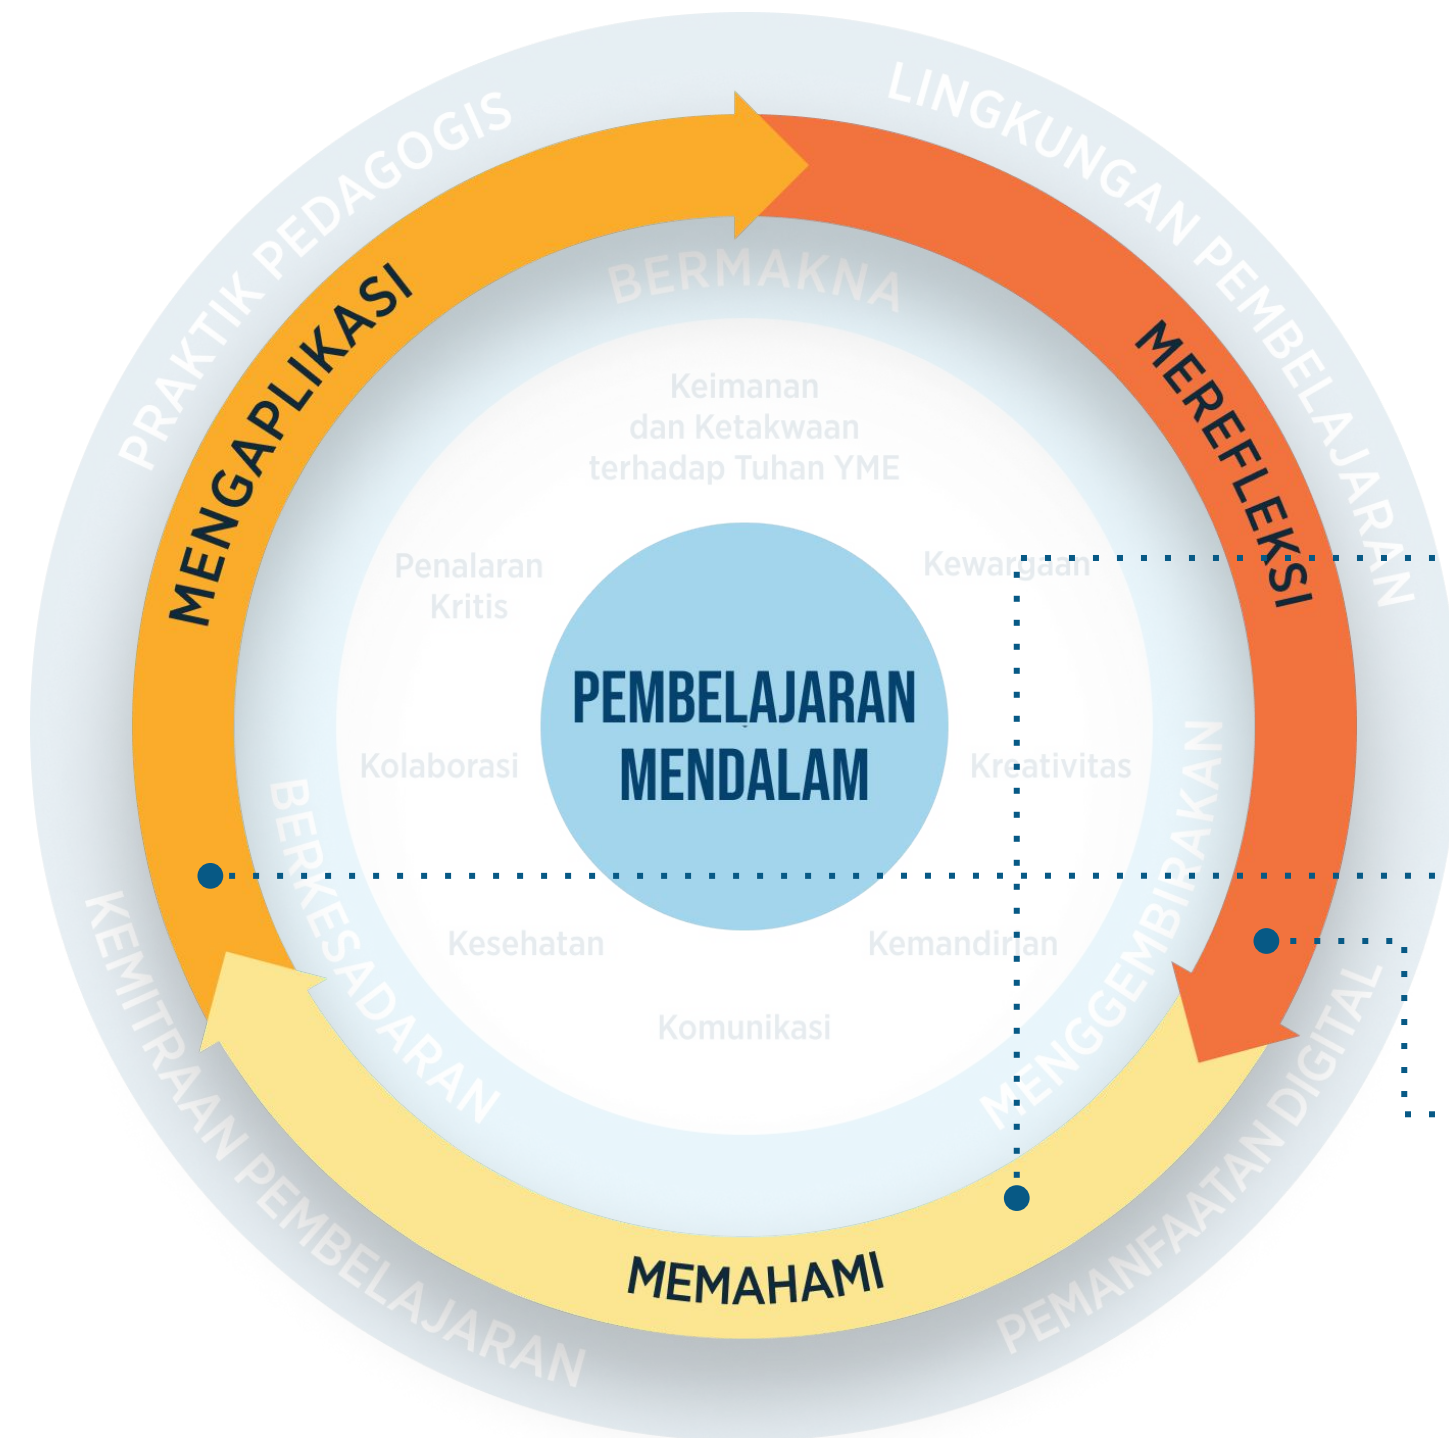 PRAKTIK PEDAGOGIS
LINGKUNGAN PEMBELAJARAN
MENGAPLIKASI
MEREFLEKSI
BERMAKNA
Keimanan
dan Ketakwaan
terhadap Tuhan YME
Penalaran
Kritis
Kewargaan
PEMBELAJARAN
MENDALAM
Kolaborasi
Kreativitas
BERKESADARAN
MENGGEMBIRAKAN
Kesehatan
Kemandirian
Komunikasi
KEMITRAAN PEMBELAJARAN
PEMANFAATAN DIGITAL
MEMAHAMI